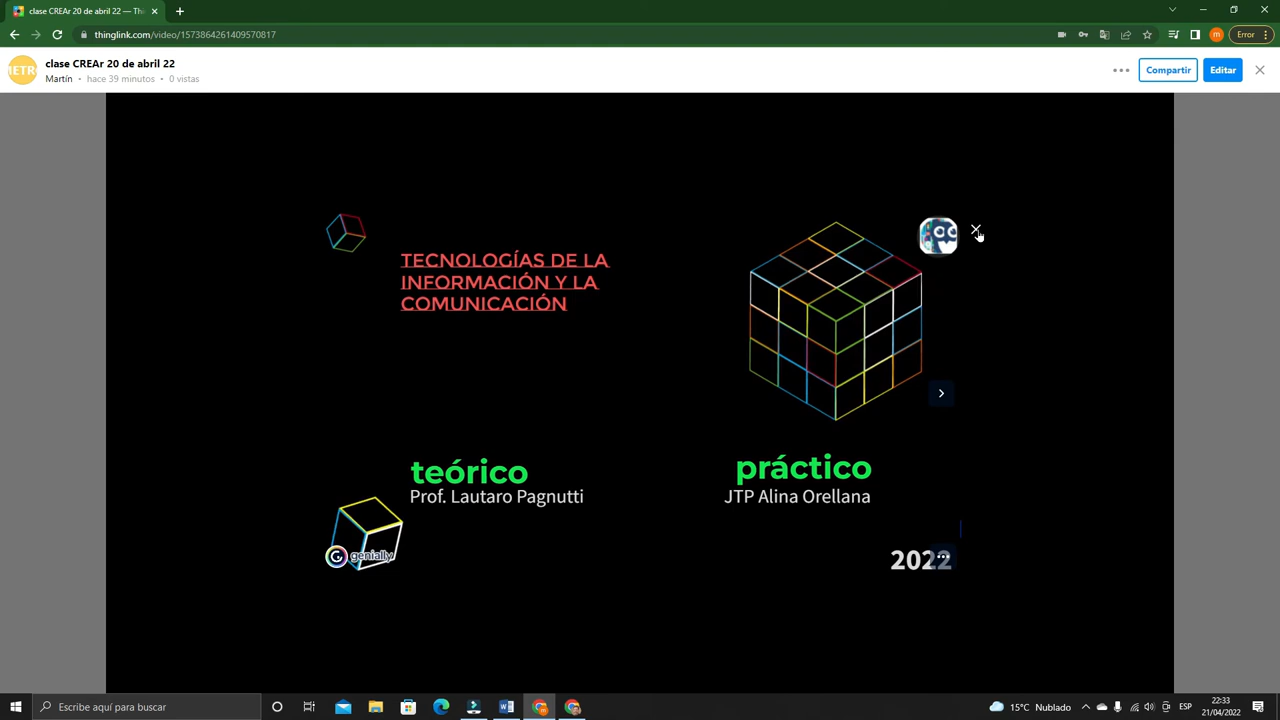 clase CREAr 20 de abril 22 — Thi
thinglink.com/video/1573864261409570817
Error
clase CREAr 20 de abril 22
Martín hace 39 minutos 0 vistas
Compartir
Editar
TECNOLOGÍAS DE LA
INFORMACIÓN Y LA
COMUNICACIÓN
teórico
Prof. Lautaro Pagnutti
práctico
JTP Alina Orellana
genially
2022
Escribe aquí para buscar
15°C Nublado
ESP
22:33
21/04/2022